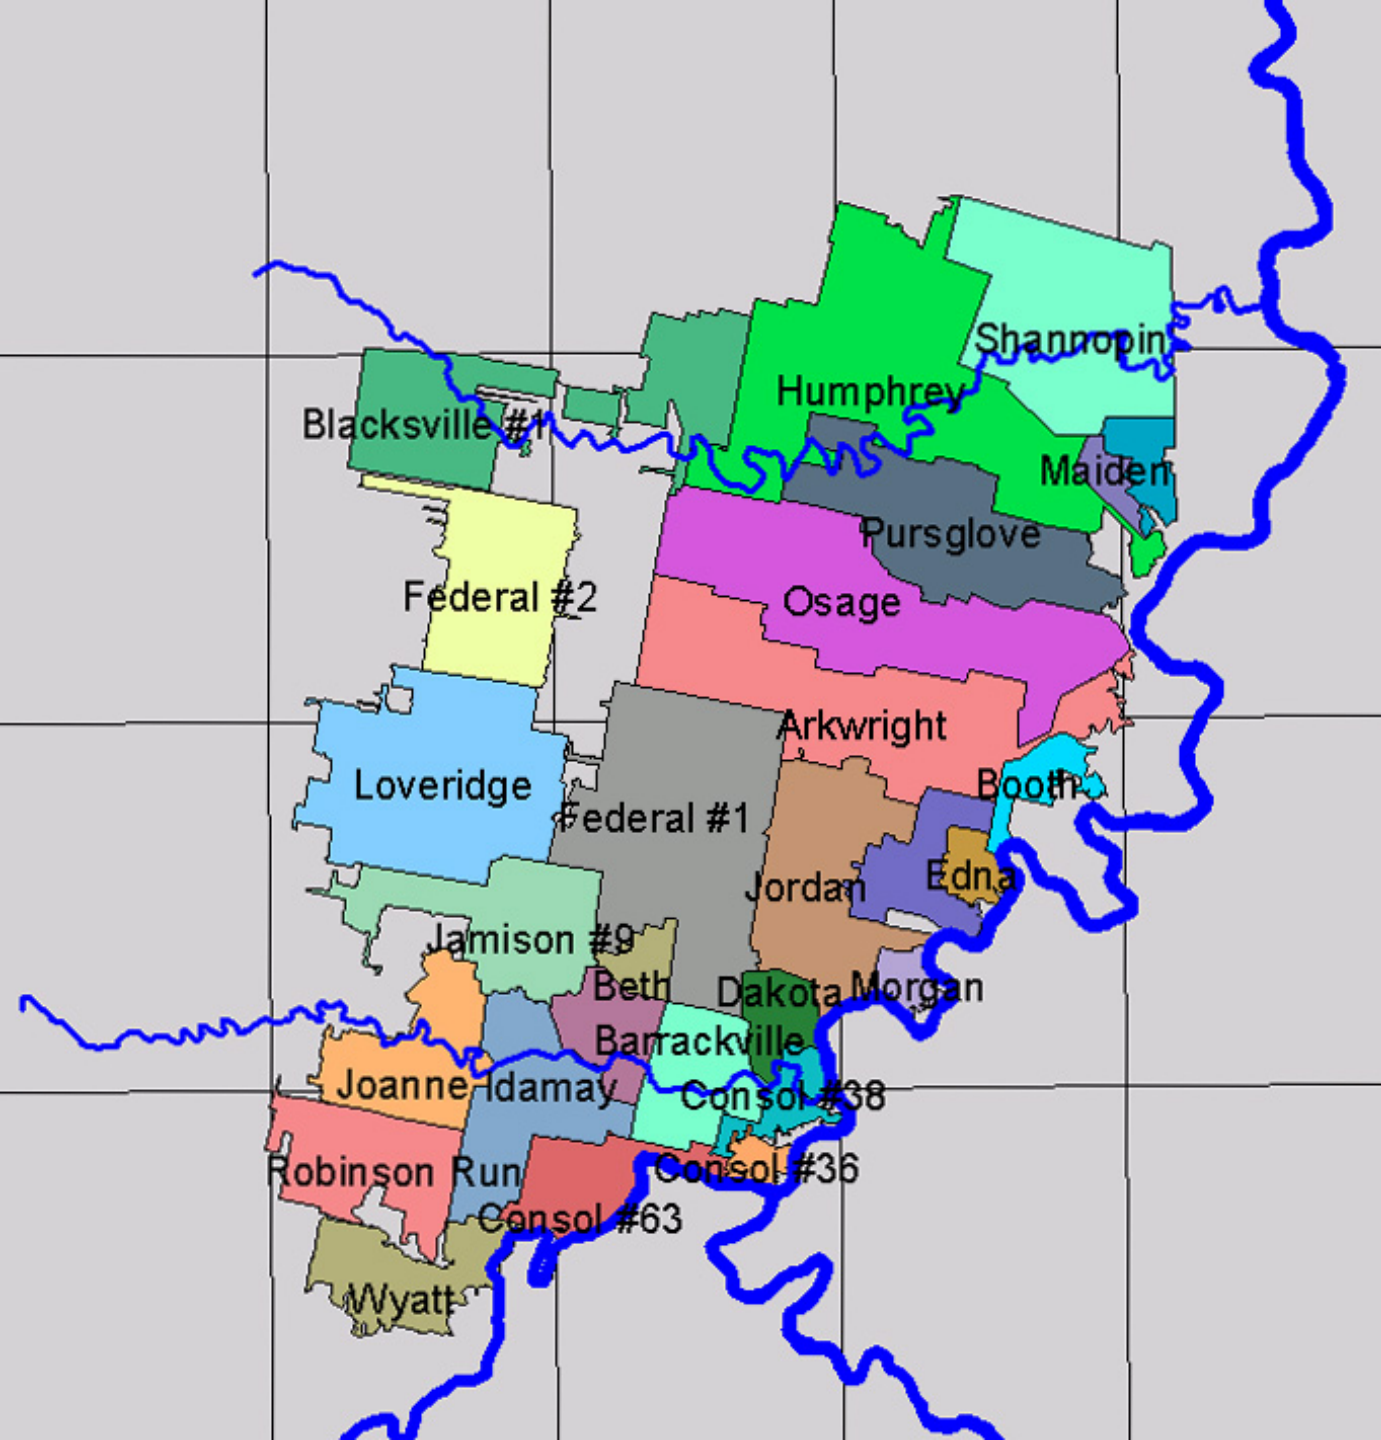 Shannopin
Humphrey
Blacksville #1
Maiden
Pursglove
Federal #2
Osage
Arkwright
Loveridge
Booth
Federal #1
Edna
Jordan
Jamison #9
Beth
Dakota
Morgan
Barrackville
Joanne
Idamay
Consol #38
Robinson Run
Consol #36
Consol #63
Wyatt